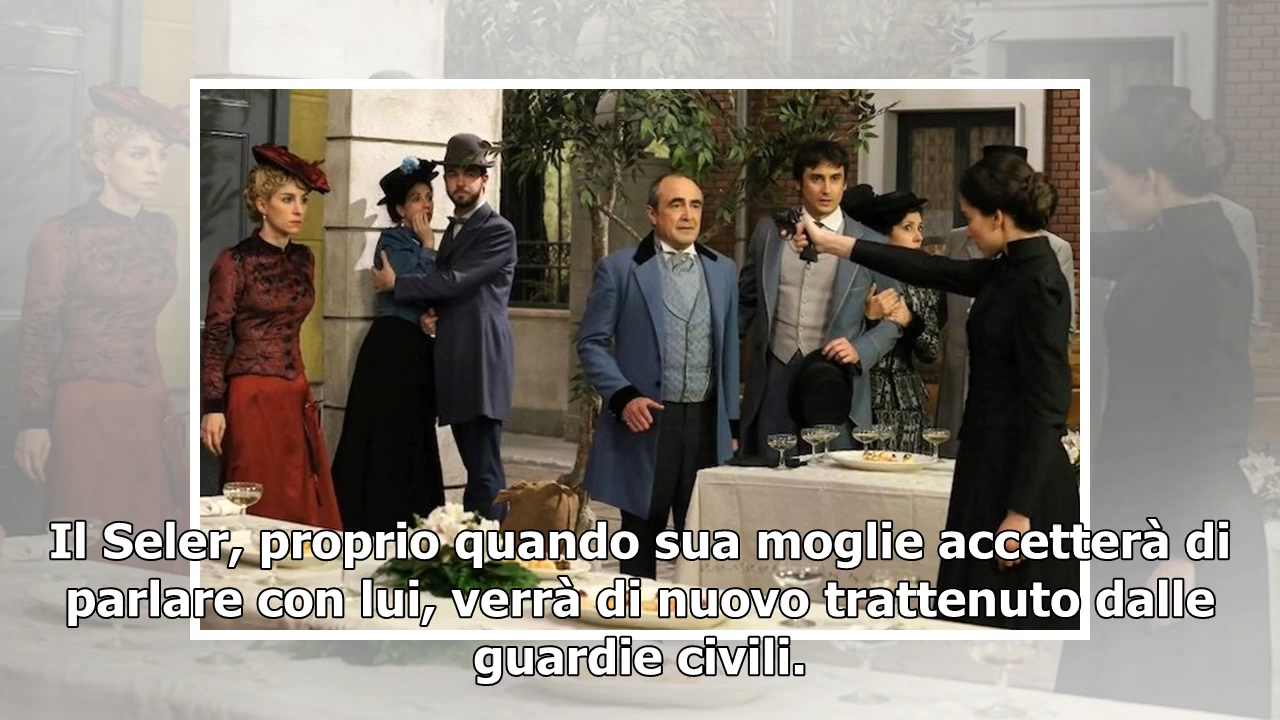 Il Seler, proprio quando sua moglie accetterà di
parlare con lui, verrà di nuovo trattenuto dalle
guardie civili.